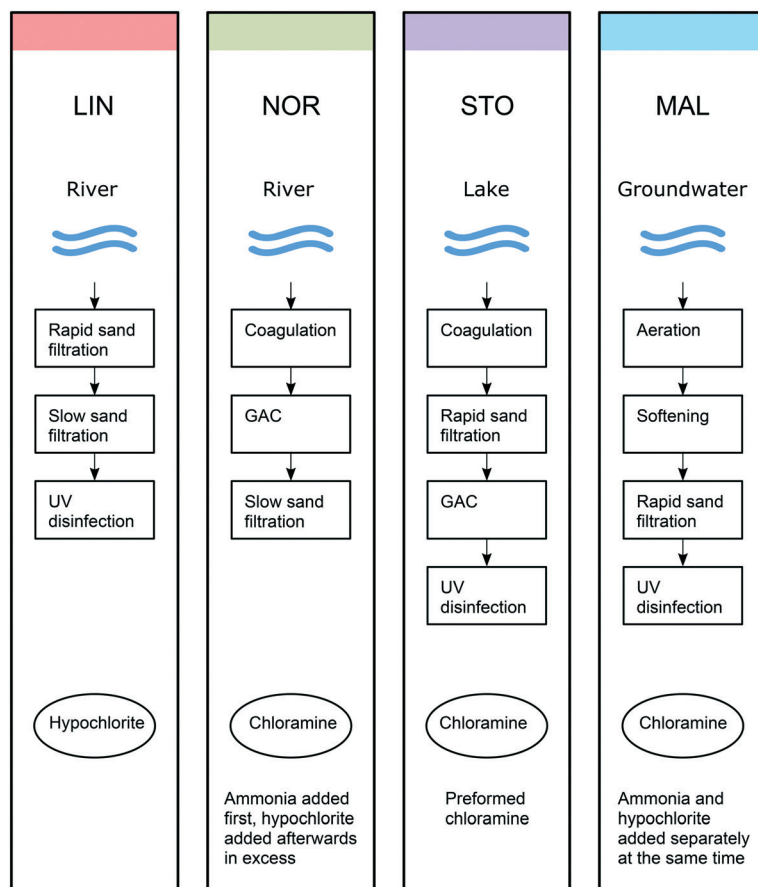 LIN
River
Rapid sand
filtration
Slow sand
filtration
UV
disinfection
Hypochlorite
NOR
River
Coagulation
GAC
Slow sand
filtration
Chloramine
Ammonia added
first, hypochlorite
added afterwards
in excess
STO
Lake
Coagulation
Rapid sand
filtration
GAC
UV
disinfection
Chloramine
Preformed
chloramine
MAL
Groundwater
Aeration
Softening
Rapid sand
filtration
UV
disinfection
Chloramine
Ammonia and
hypochlorite
added separately
at the same time